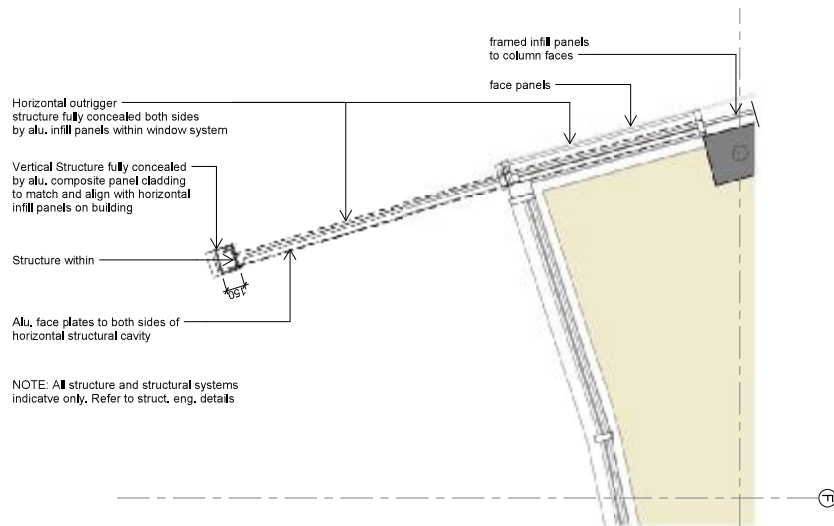 framed infill panels
to column faces
face panels
Horizontal outrigger
structure fully concealed both sides
by alu. infill panels within window system
Vertical Structure fully concealed
by alu. composite panel cladding
to match and align with horizontal
infill panels on building
Structure within
150
Alu. face plates to both sides of
horizontal structural cavity
NOTE: All structure and structural systems
indicatve only. Refer to struct. eng. details
F